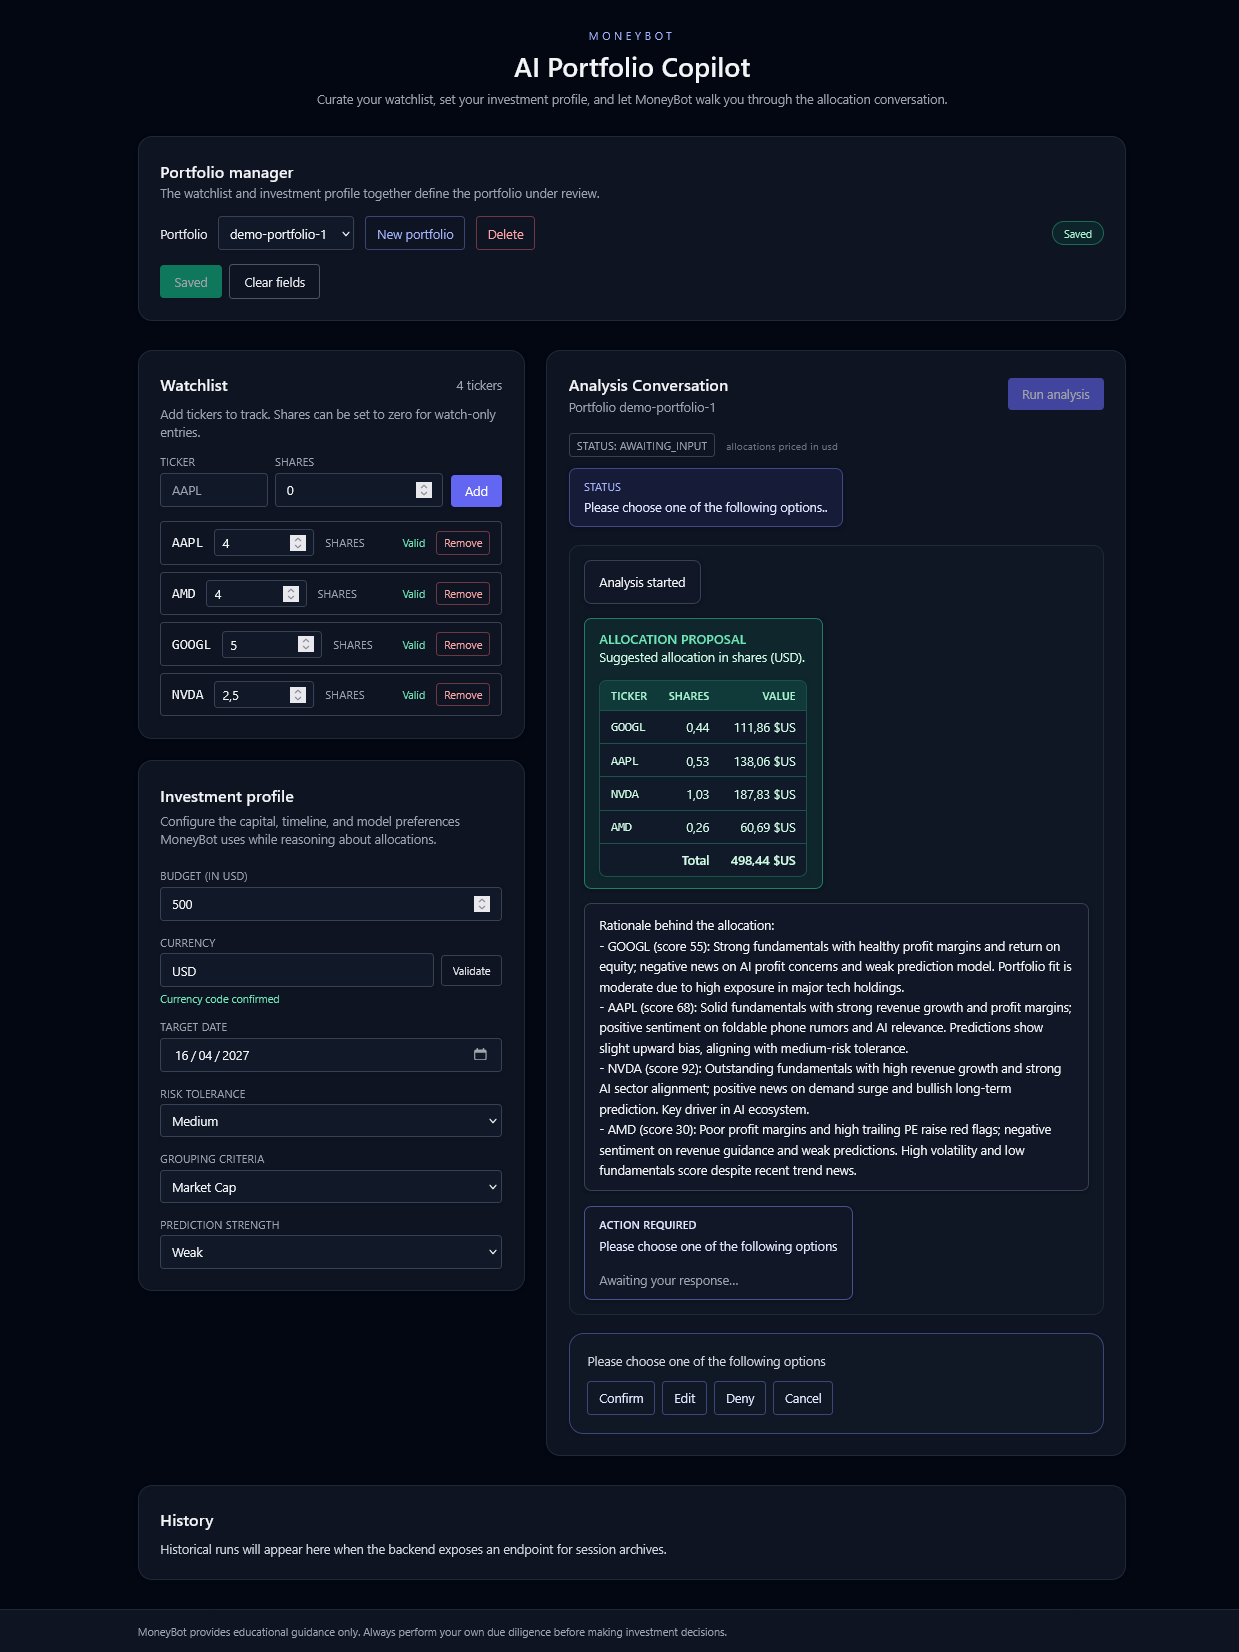 MONEYBOT
AI Portfolio Copilot
Curate your watchlist, set your investment profile, and let MoneyBot walk you through the allocation conversation.
Portfolio manager
The watchlist and investment profile together define the portfolio under review.
Portfolio
demo-portfolio-1
New portfolio
Delete
Saved
Saved
Clear fields
Watchlist
4 tickers
Add tickers to track. Shares can be set to zero for watch-only
entries.
TICKER
SHARES
AAPL
0
Add
AAPL 4 SHARES Valid Remove
AMD 4 SHARES Valid Remove
GOOGL 5 SHARES Valid Remove
NVDA 2,5 SHARES Valid Remove
Investment profile
Configure the capital, timeline, and model preferences
MoneyBot uses while reasoning about allocations.
BUDGET (IN USD)
500
CURRENCY
USD
Validate
Currency code confirmed
TARGET DATE
16 / 04 / 2027
RISK TOLERANCE
Medium
GROUPING CRITERIA
Market Cap
PREDICTION STRENGTH
Weak
Analysis Conversation
Portfolio demo-portfolio-1
Run analysis
STATUS: AWAITING_INPUT
allocations priced in usd
STATUS
Please choose one of the following options..
Analysis started
ALLOCATION PROPOSAL
Suggested allocation in shares (USD).
TICKER SHARES VALUE
GOOGL 0,44 111,86 $US
AAPL 0,53 138,06 $US
NVDA 1,03 187,83 $US
AMD 0,26 60,69 $US
Total 498,44 $US
Rationale behind the allocation:
- GOOGL (score 55): Strong fundamentals with healthy profit margins and return on
equity; negative news on AI profit concerns and weak prediction model. Portfolio fit is
moderate due to high exposure in major tech holdings.
- AAPL (score 68): Solid fundamentals with strong revenue growth and profit margins;
positive sentiment on foldable phone rumors and AI relevance. Predictions show
slight upward bias, aligning with medium-risk tolerance.
- NVDA (score 92): Outstanding fundamentals with high revenue growth and strong
AI sector alignment; positive news on demand surge and bullish long-term
prediction. Key driver in AI ecosystem.
- AMD (score 30): Poor profit margins and high trailing PE raise red flags; negative
sentiment on revenue guidance and weak predictions. High volatility and low
fundamentals score despite recent trend news.
ACTION REQUIRED
Please choose one of the following options
Awaiting your response...
Please choose one of the following options
Confirm
Edit
Deny
Cancel
History
Historical runs will appear here when the backend exposes an endpoint for session archives.
MoneyBot provides educational guidance only. Always perform your own due diligence before making investment decisions.